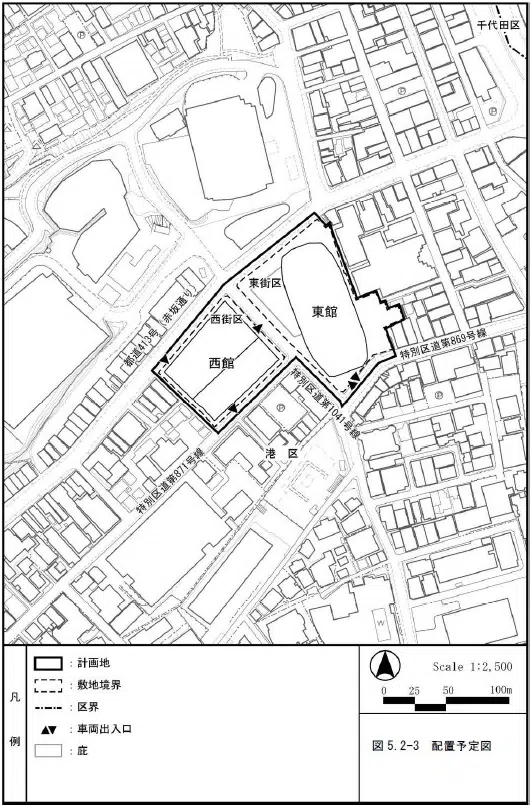 千代田区
東街区
東館
西街区
西館
都道413号 赤坂通り
特別区道第869号線
特別区道第1041号線
特別区道第871号線
港 区
Ⓟ
Ⓟ
Ⓟ
Ⓟ
W
凡例
：計画地
：敷地境界
：区界
：車両出入口
：庇
Scale 1:2,500
0 25 50 100m
図 5.2-3 配置予定図